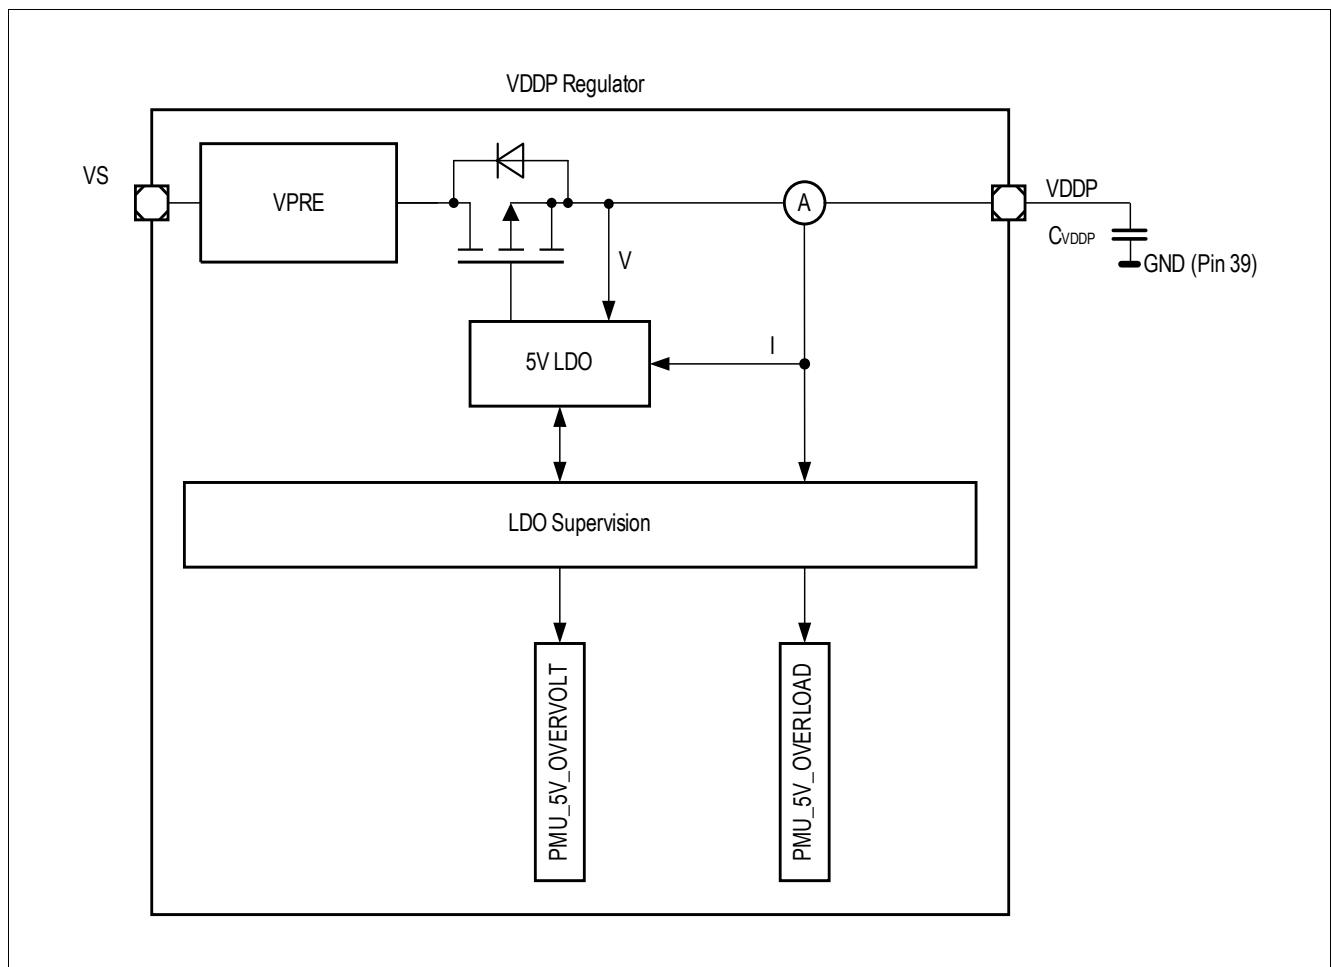 VDDP Regulator
VS
VPRE
A
VDDP
CVDDP
GND (Pin 39)
V
I
5V LDO
LDO Supervision
PMU_5V_OVERVOLT
PMU_5V_OVERLOAD